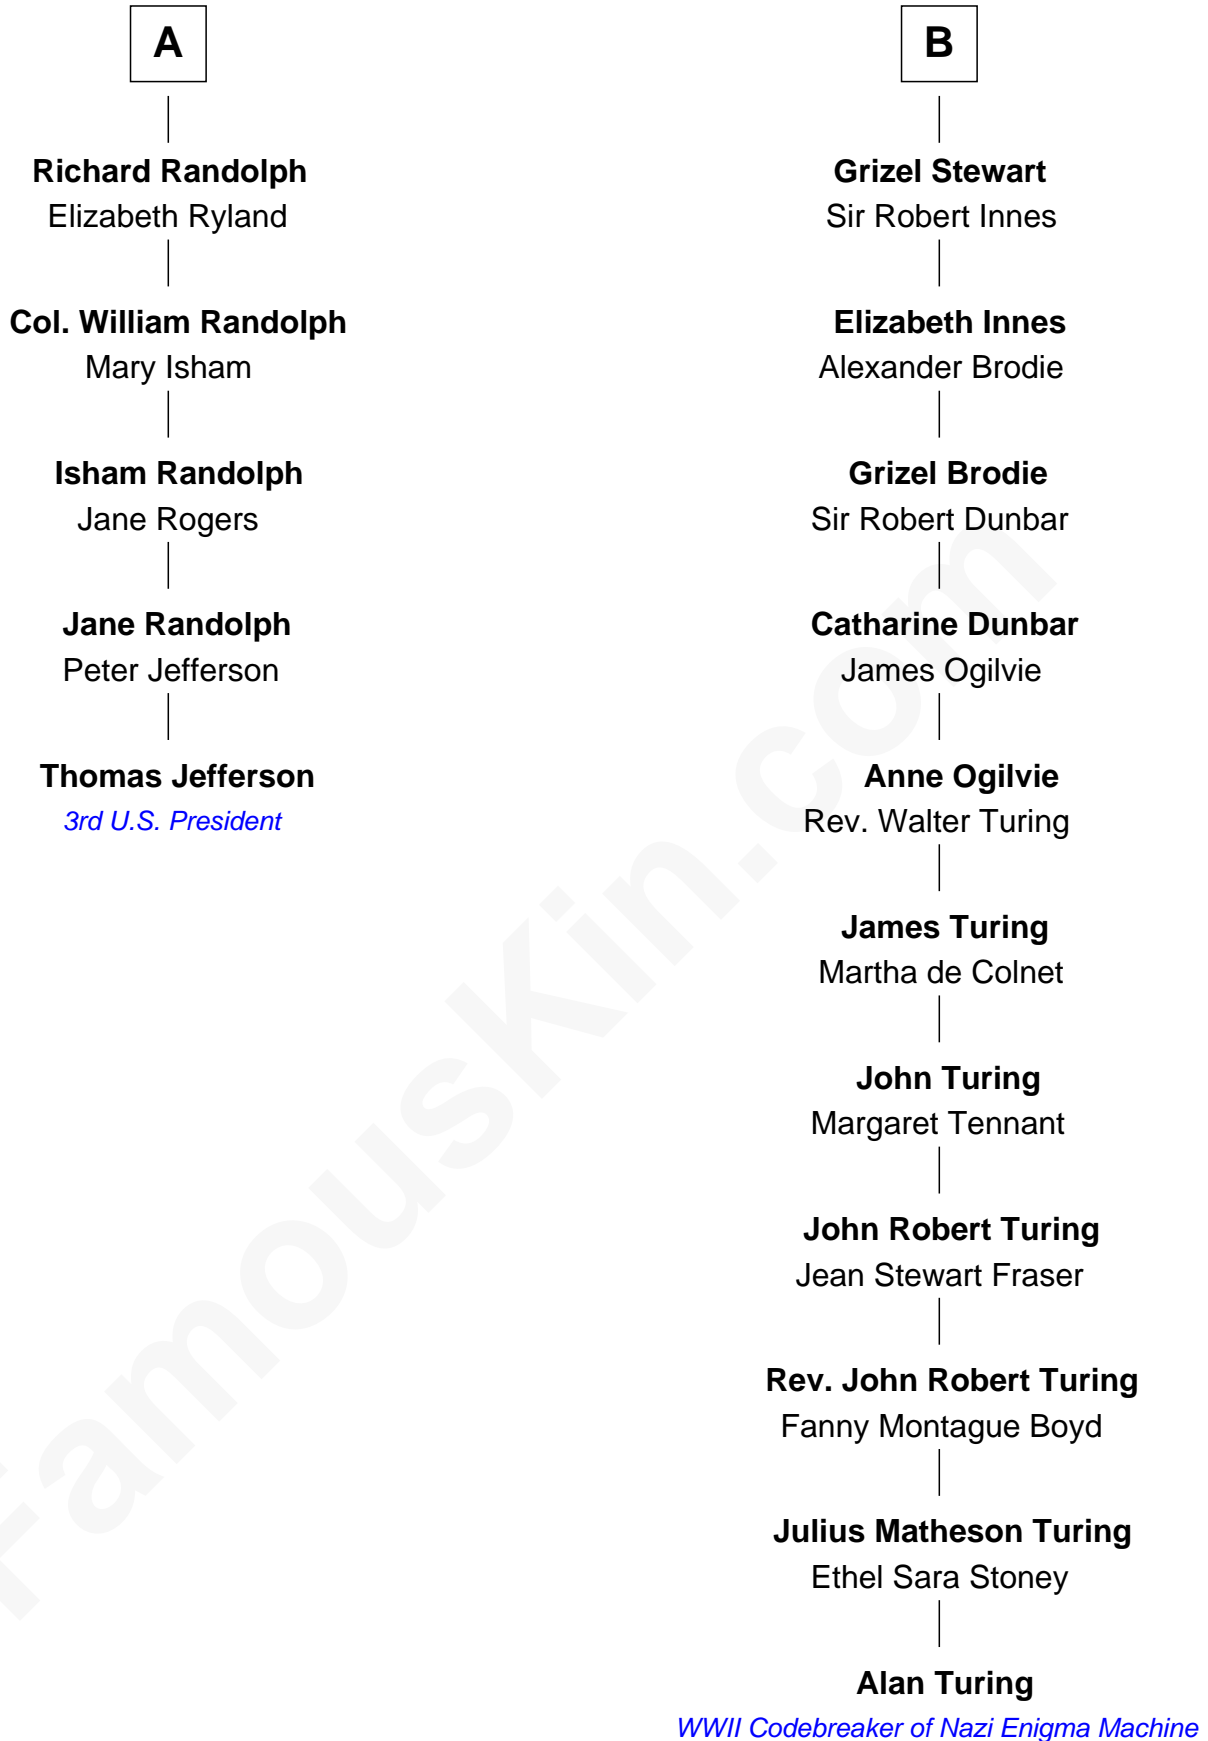 A
Richard Randolph
Elizabeth Ryland
Col. William Randolph
Mary Isham
Isham Randolph
Jane Rogers
Jane Randolph
Peter Jefferson
Thomas Jefferson
3rd U.S. President
B
Grizel Stewart
Sir Robert Innes
Elizabeth Innes
Alexander Brodie
Grizel Brodie
Sir Robert Dunbar
Catharine Dunbar
James Ogilvie
Anne Ogilvie
Rev. Walter Turing
James Turing
Martha de Colnet
John Turing
Margaret Tennant
John Robert Turing
Jean Stewart Fraser
Rev. John Robert Turing
Fanny Montague Boyd
Julius Matheson Turing
Ethel Sara Stoney
Alan Turing
WWII Codebreaker of Nazi Enigma Machine
FamousKin.com